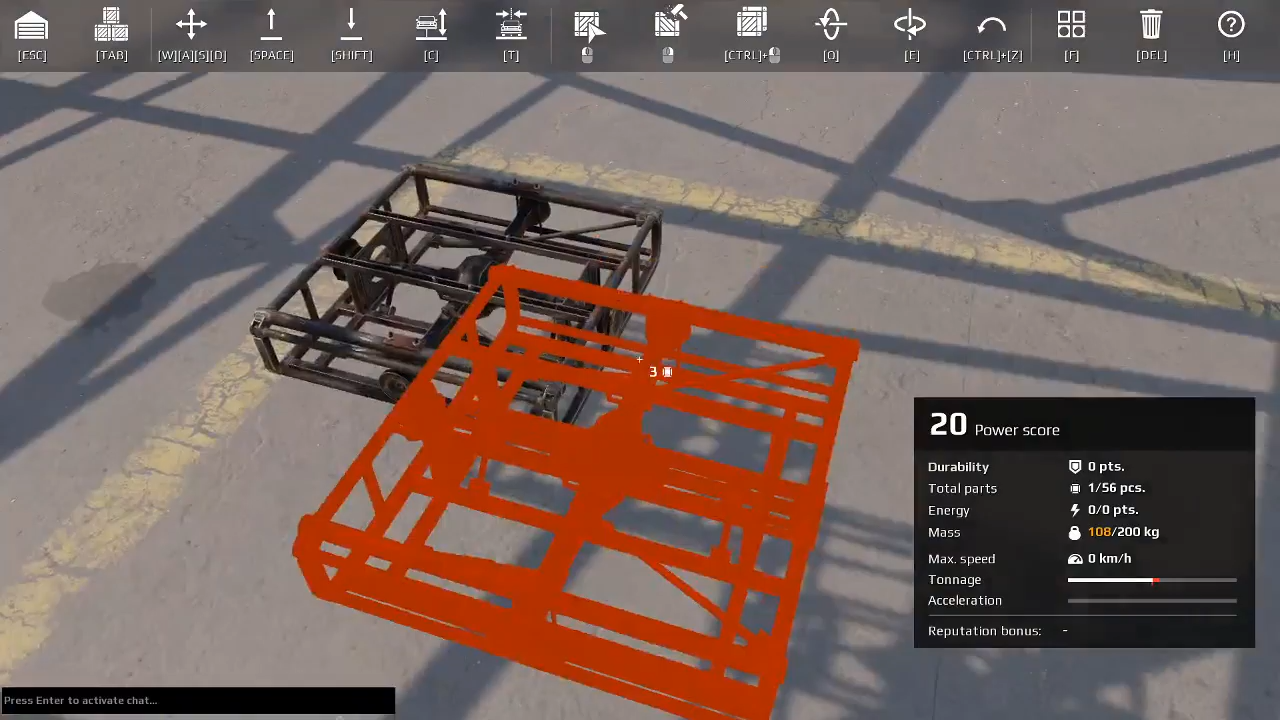 [ESC] [TAB] [W][A][S][D] [SPACE] [SHIFT] [C] [T] [CTRL]+ [Q] [E] [CTRL]+[Z] [F] [DEL] [H]
3
20 Power score
Durability 0 pts.
Total parts 1/56 pcs.
Energy 0/0 pts.
Mass 108/200 kg
Max. speed 0 km/h
Tonnage
Acceleration
Reputation bonus: -
Press Enter to activate chat...